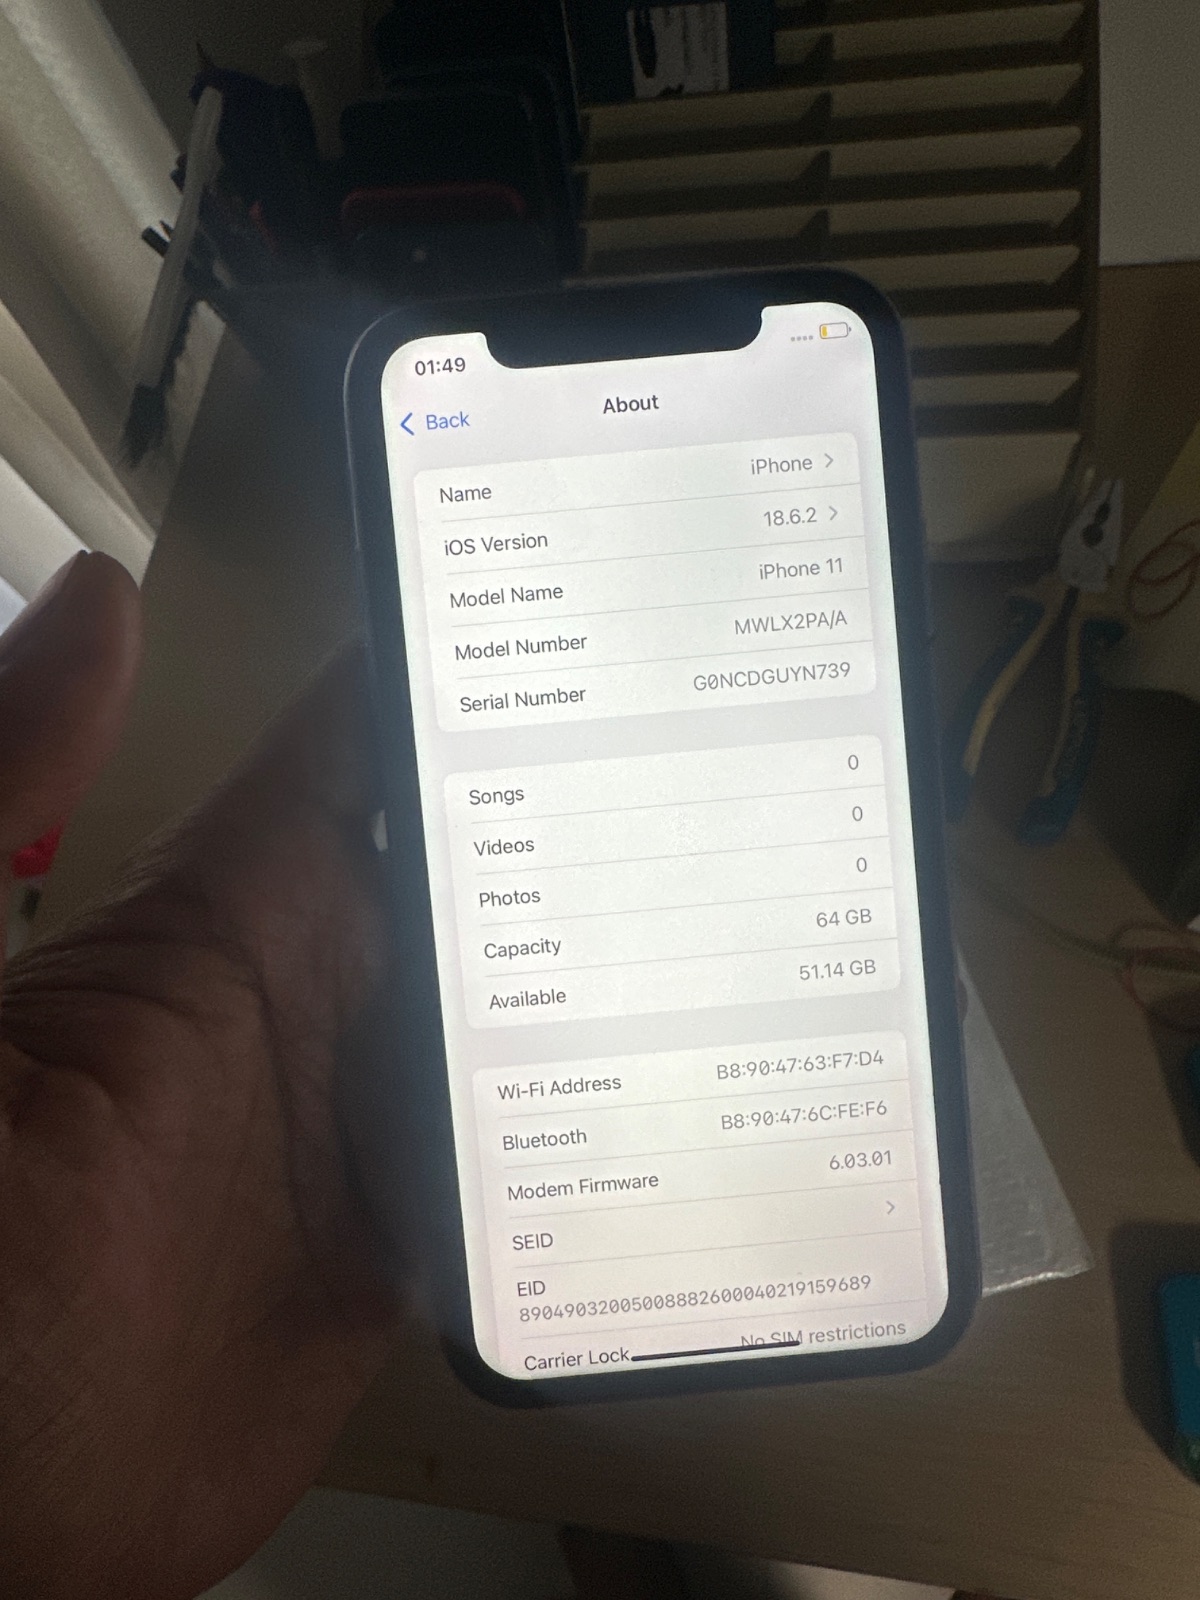 01:49
Back
About
Name iPhone
iOS Version 18.6.2
Model Name iPhone 11
Model Number MWLX2PA/A
Serial Number G0NCDGUYN739
Songs 0
Videos 0
Photos 0
Capacity 64 GB
Available 51.14 GB
Wi-Fi Address B8:90:47:63:F7:D4
Bluetooth B8:90:47:6C:FE:F6
Modem Firmware 6.03.01
SEID
EID
89049032005008882600040219159689
Carrier Lock No SIM restrictions